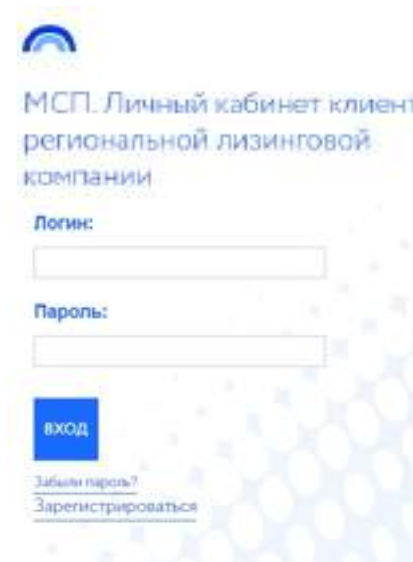 МСП. Личный кабинет клиент
региональной лизинговой
компании
Логин:
Пароль:
ВХОД
Забыли пароль?
Зарегистрироваться